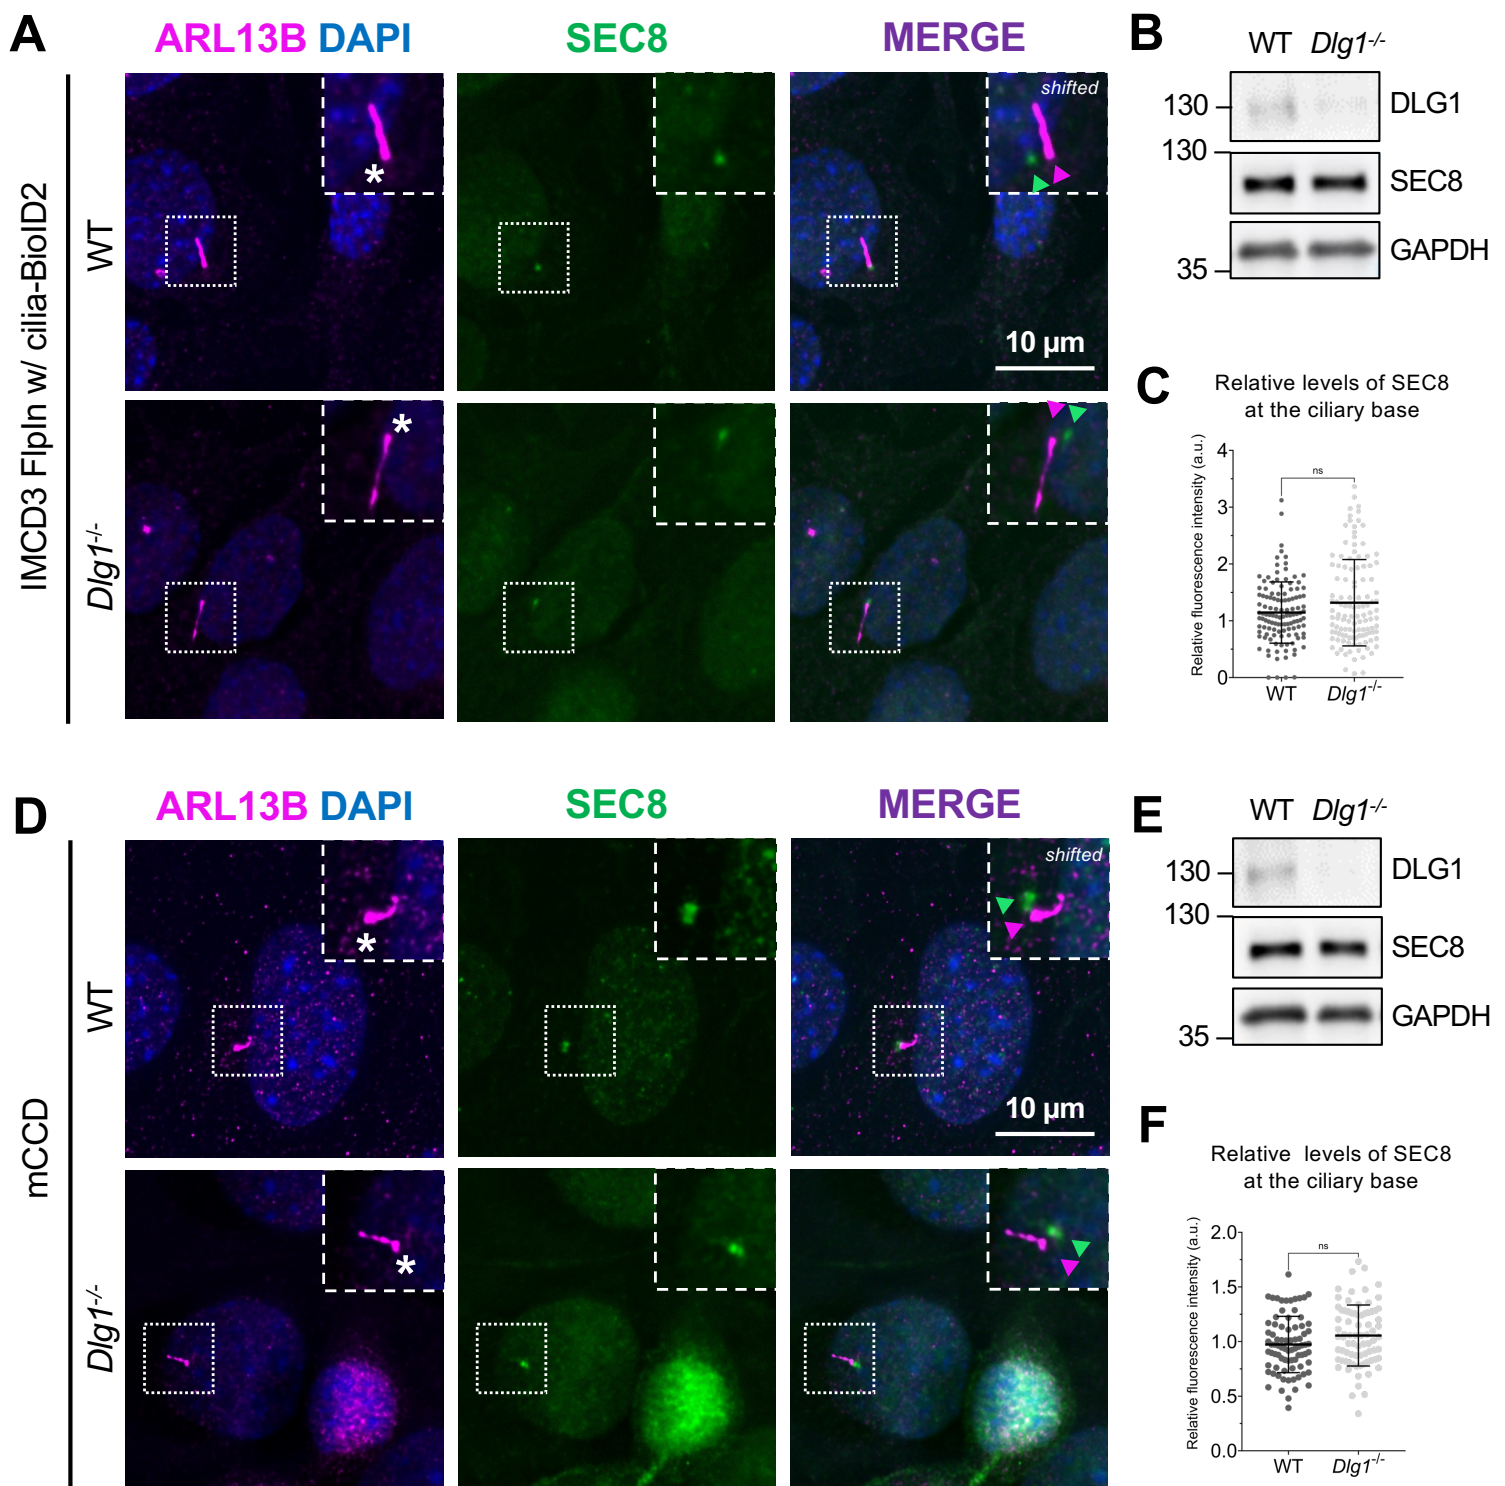 A
ARL13B DAPI
SEC8
MERGE
IMCD3 FlpIn w/ cilia-BioID2
WT
*
shifted
10 µm
Dlg1-/-
*
B
WT Dlg1-/-
130
DLG1
130
SEC8
GAPDH
35
C
Relative levels of SEC8
at the ciliary base
Relative fluorescence intensity (a.u.)
4
3
2
1
0
ns
WT
Dlg1-/-
D
ARL13B DAPI
SEC8
MERGE
mCCD
WT
*
shifted
10 µm
Dlg1-/-
*
E
WT Dlg1-/-
130
DLG1
130
SEC8
GAPDH
35
F
Relative levels of SEC8
at the ciliary base
Relative fluorescence intensity (a.u.)
2.0
1.5
1.0
0.5
0.0
ns
WT
Dlg1-/-